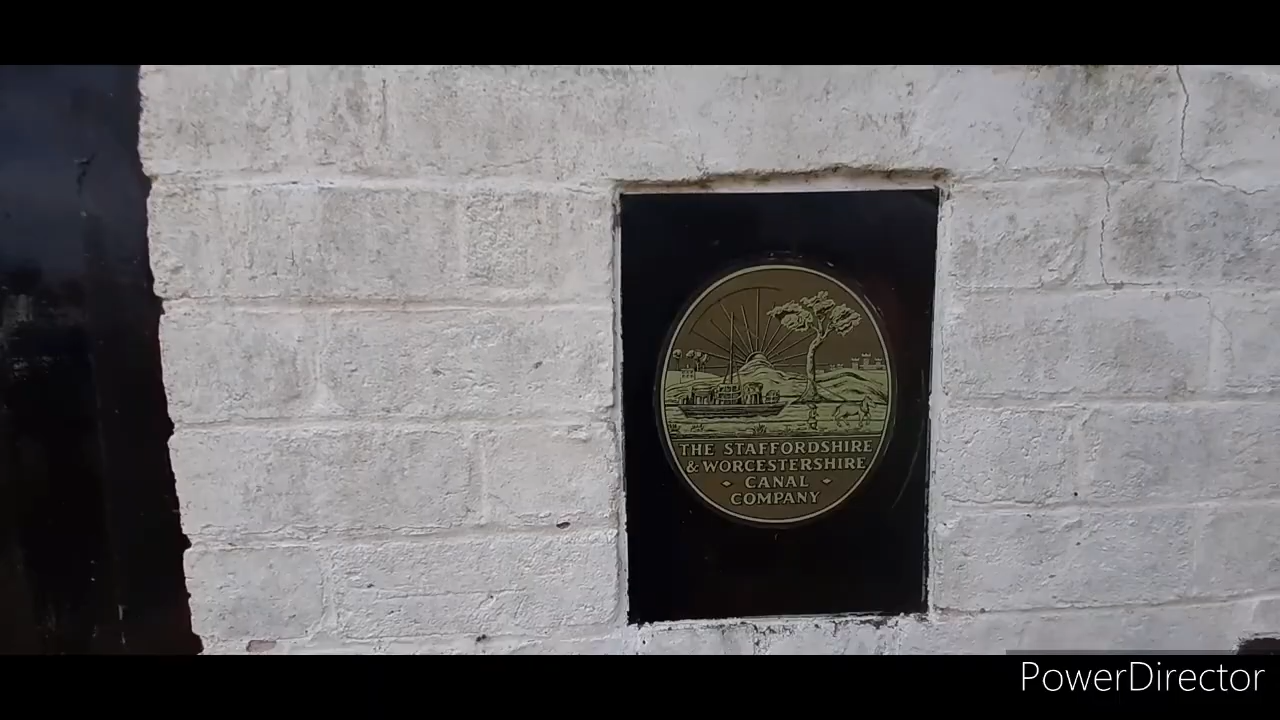 THE STAFFORDSHIRE
& WORCESTERSHIRE
CANAL
COMPANY
PowerDirector